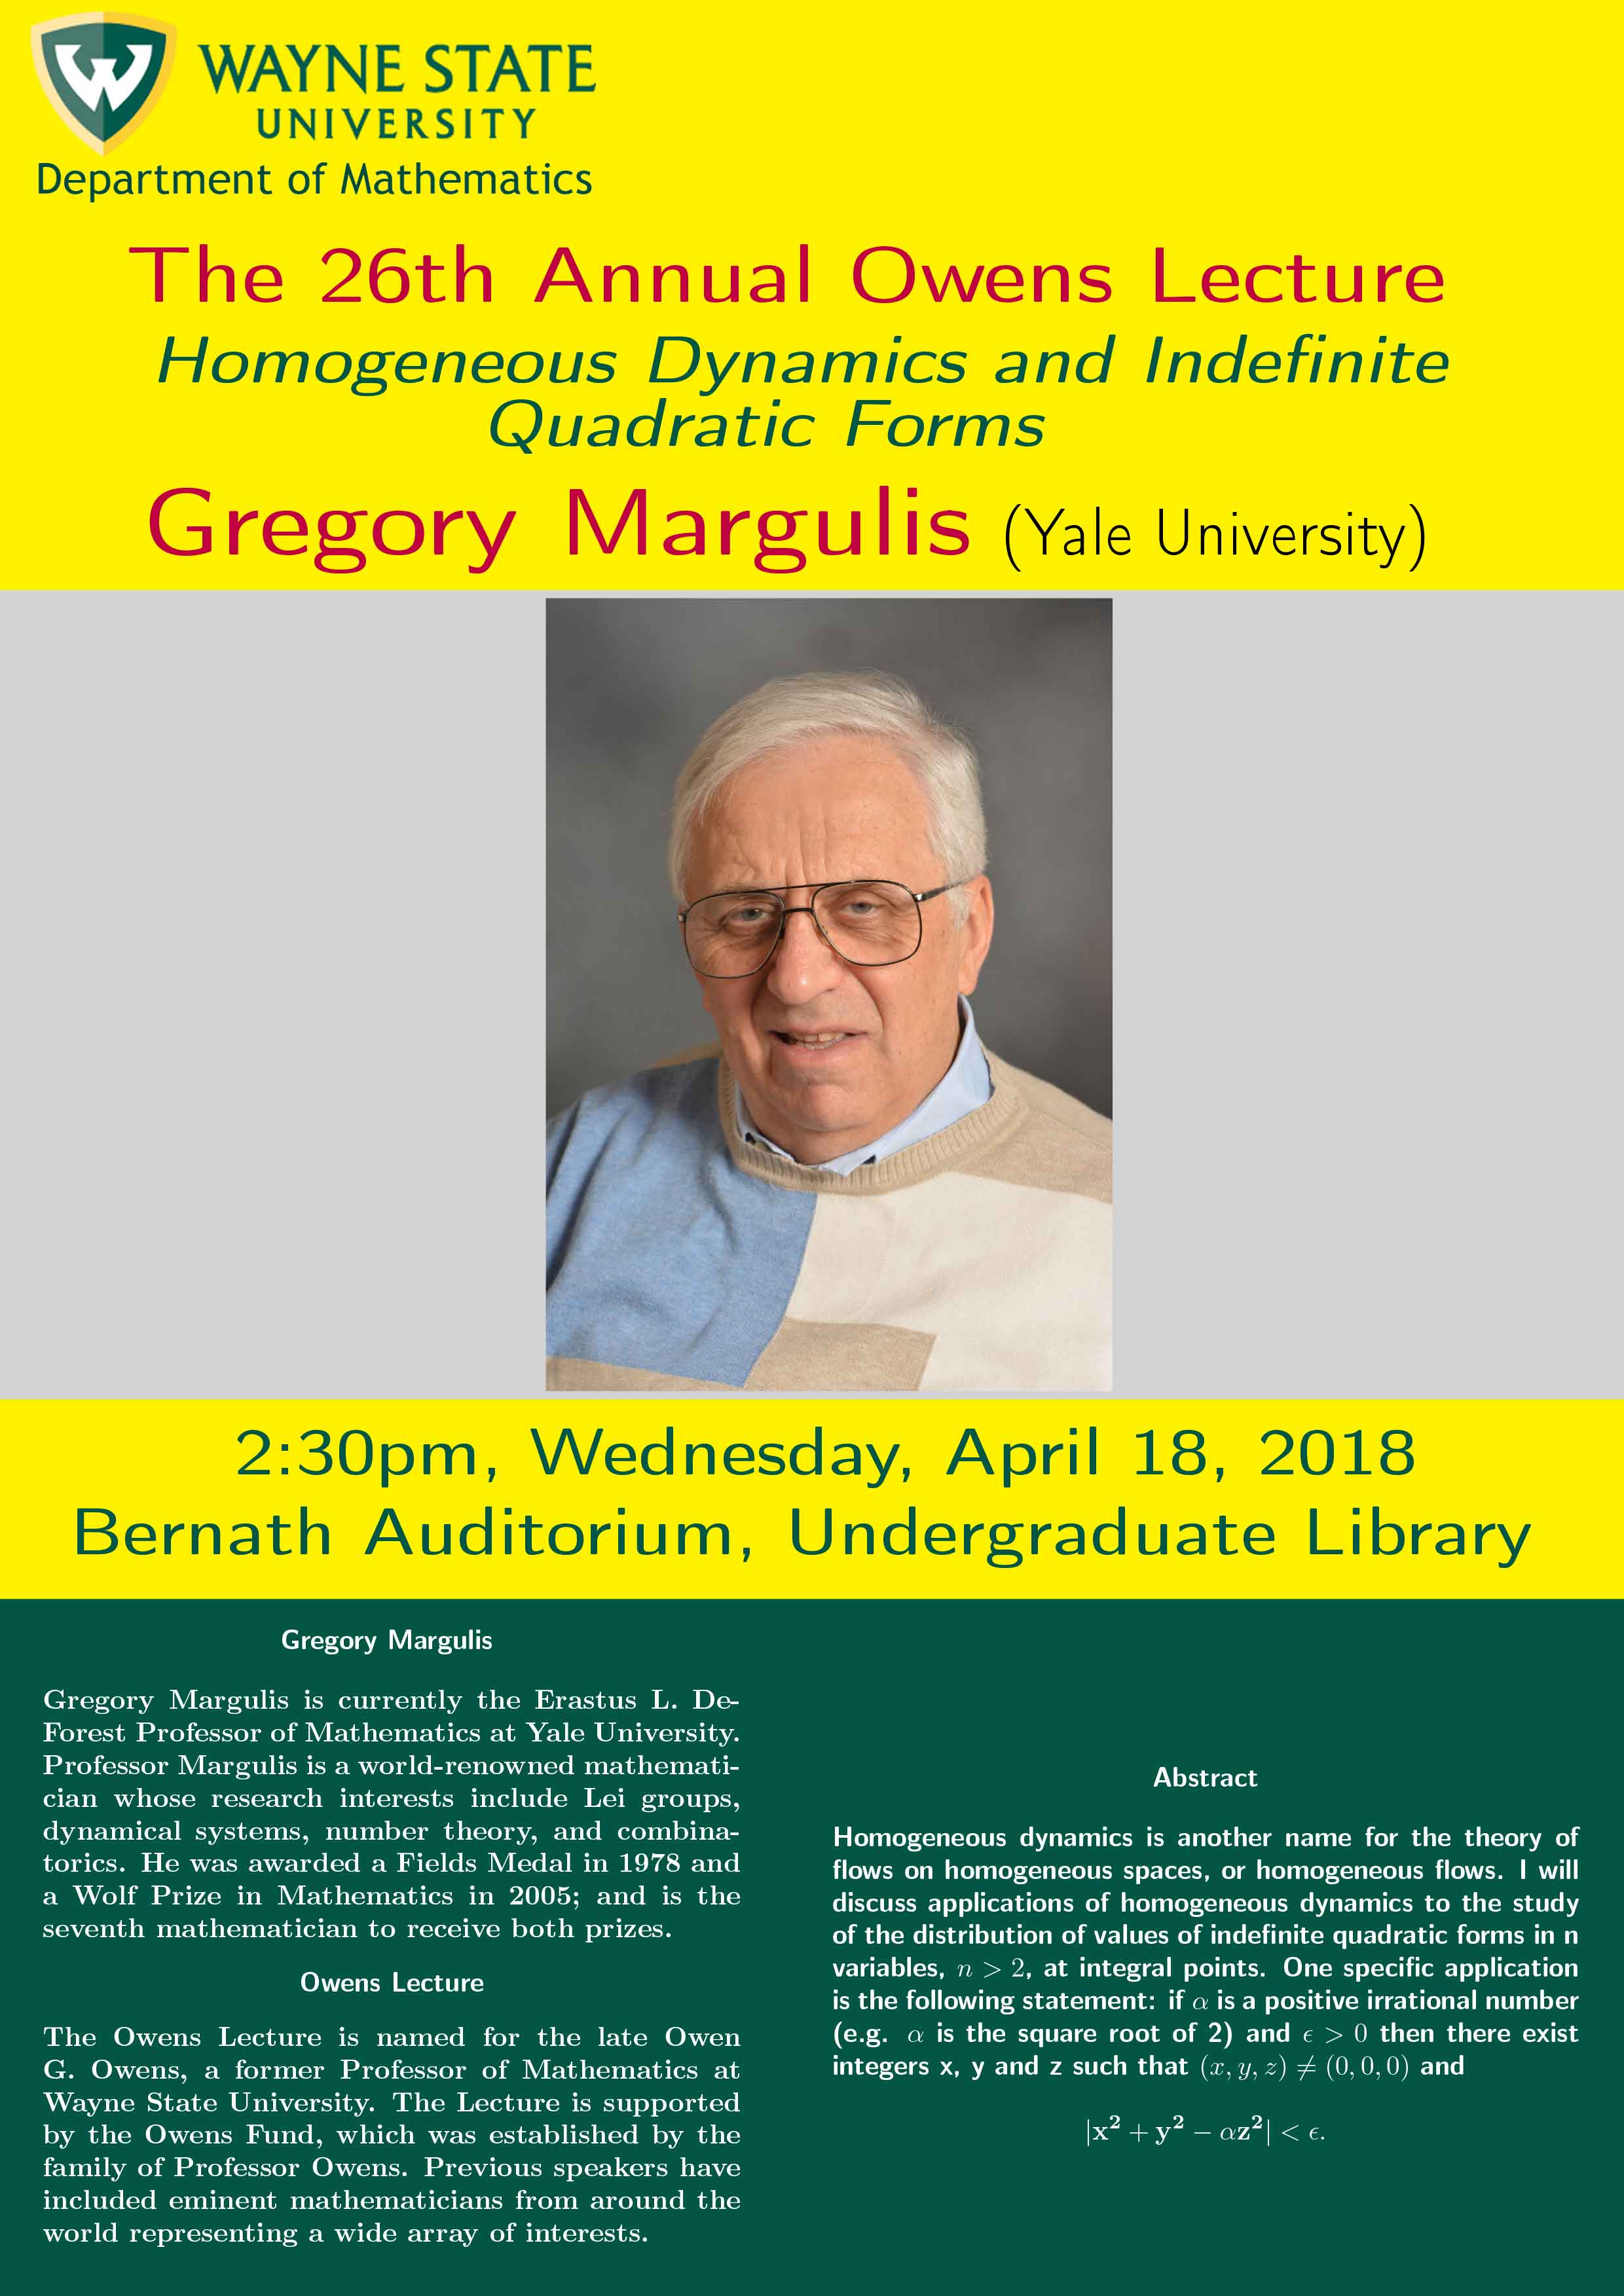 WAYNE STATE
UNIVERSITY
Department of Mathematics
The 26th Annual Owens Lecture
Homogeneous Dynamics and Indefinite
Quadratic Forms
Gregory Margulis (Yale University)
2:30pm, Wednesday, April 18, 2018
Bernath Auditorium, Undergraduate Library
Gregory Margulis
Gregory Margulis is currently the Erastus L. De-
Forest Professor of Mathematics at Yale University.
Professor Margulis is a world-renowned mathemati-
cian whose research interests include Lei groups,
dynamical systems, number theory, and combina-
torics. He was awarded a Fields Medal in 1978 and
a Wolf Prize in Mathematics in 2005; and is the
seventh mathematician to receive both prizes.
Owens Lecture
The Owens Lecture is named for the late Owen
G. Owens, a former Professor of Mathematics at
Wayne State University. The Lecture is supported
by the Owens Fund, which was established by the
family of Professor Owens. Previous speakers have
included eminent mathematicians from around the
world representing a wide array of interests.
Abstract
Homogeneous dynamics is another name for the theory of
flows on homogeneous spaces, or homogeneous flows. I will
discuss applications of homogeneous dynamics to the study
of the distribution of values of indefinite quadratic forms in n
variables, n > 2, at integral points. One specific application
is the following statement: if α is a positive irrational number
(e.g. α is the square root of 2) and ϵ > 0 then there exist
integers x, y and z such that (x, y, z) ≠ (0, 0, 0) and
|x² + y² − αz²| < ϵ.